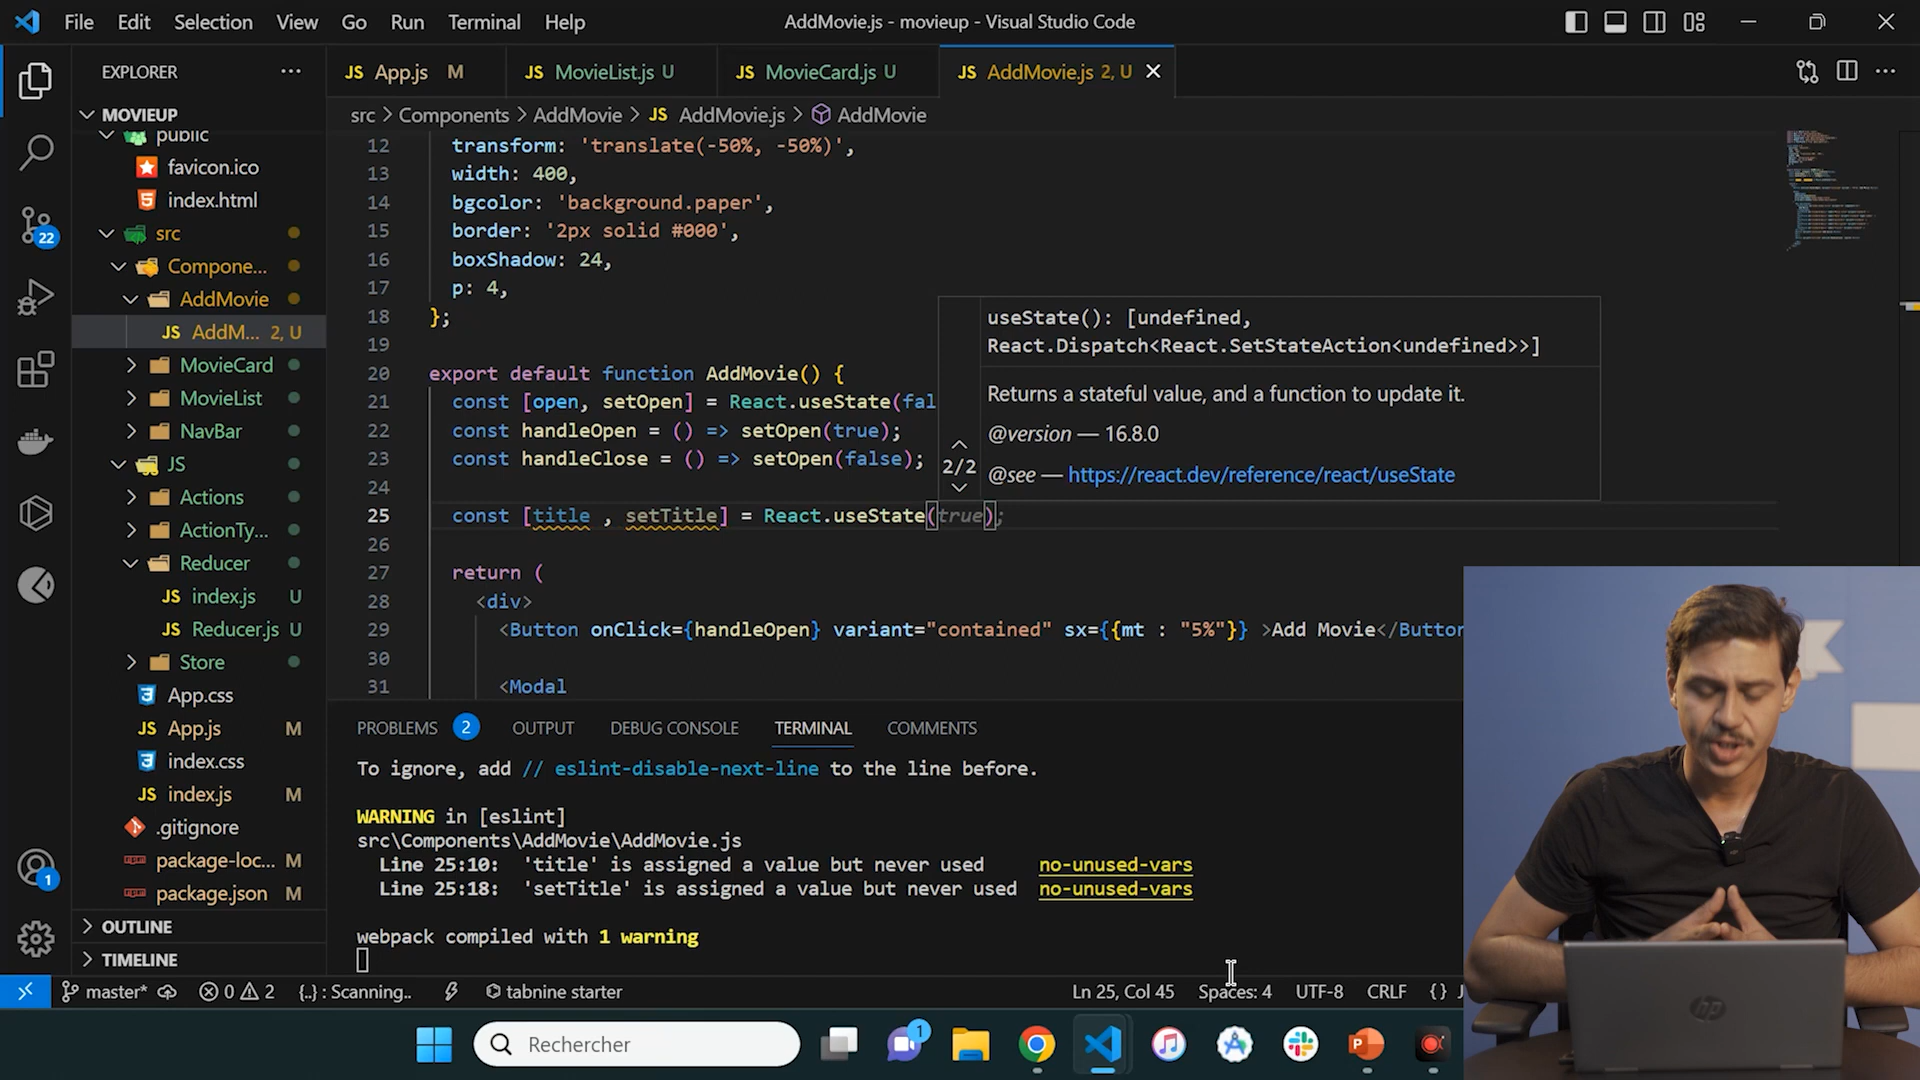 File Edit Selection View Go Run Terminal Help
AddMovie.js - movieup - Visual Studio Code
EXPLORER
MOVIEUP
public
favicon.ico
index.html
src
Compone...
AddMovie
JS AddM... 2, U
MovieCard
MovieList
NavBar
JS
Actions
ActionTy...
Reducer
JS index.js U
JS Reducer.js U
Store
App.css
JS App.js M
index.css
JS index.js M
.gitignore
package-loc... M
package.json M
OUTLINE
TIMELINE
22
1
JS App.js M
JS MovieList.js U
JS MovieCard.js U
JS AddMovie.js 2, U
src > Components > AddMovie > JS AddMovie.js > AddMovie
12 transform: 'translate(-50%, -50%)',
13 width: 400,
14 bgcolor: 'background.paper',
15 border: '2px solid #000',
16 boxShadow: 24,
17 p: 4,
18 };
19
20 export default function AddMovie() {
21 const [open, setOpen] = React.useState(fal
22 const handleOpen = () => setOpen(true);
23 const handleClose = () => setOpen(false);
24
25 const [title , setTitle] = React.useState(true);
26
27 return (
28 <div>
29 <Button onClick={handleOpen} variant="contained" sx={{mt : "5%"}} >Add Movie</Button
30
31 <Modal
useState(): [undefined,
React.Dispatch<React.SetStateAction<undefined>>]
Returns a stateful value, and a function to update it.
@version — 16.8.0
2/2
@see — https://react.dev/reference/react/useState
PROBLEMS 2 OUTPUT DEBUG CONSOLE TERMINAL COMMENTS
To ignore, add // eslint-disable-next-line to the line before.
WARNING in [eslint]
src\Components\AddMovie\AddMovie.js
Line 25:10: 'title' is assigned a value but never used no-unused-vars
Line 25:18: 'setTitle' is assigned a value but never used no-unused-vars
webpack compiled with 1 warning
master* 0 2 {..} : Scanning.. tabnine starter
Ln 25, Col 45 Spaces: 4 UTF-8 CRLF {} J
Rechercher
1
hp